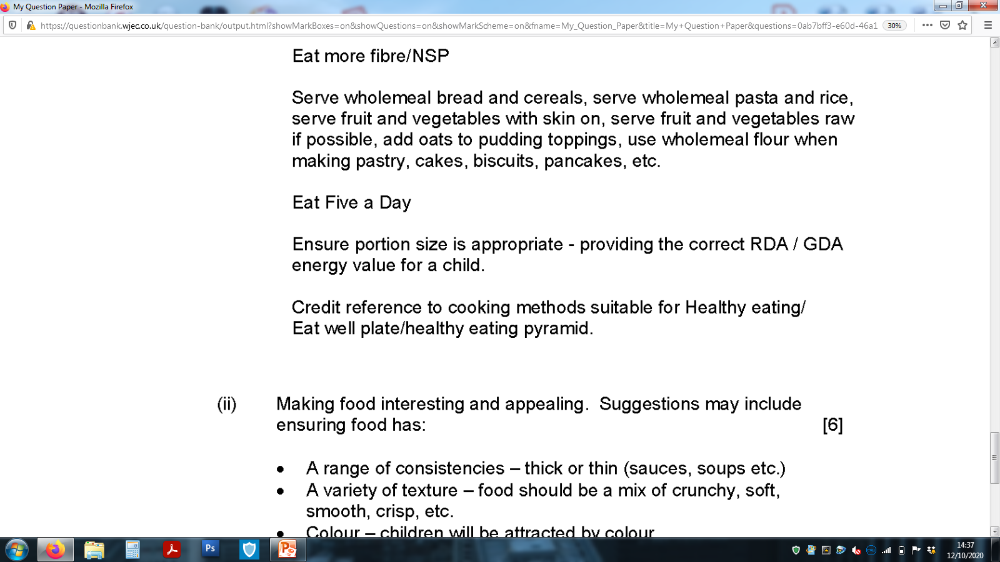 My Question Paper - Mozilla Firefox
https://questionbank.wjec.co.uk/question-bank/output.html?showMarkBoxes=on&showQuestions=on&showMarkScheme=on&fname=My_Question_Paper&title=My+Question+Paper&questions=0ab7bff3-e60d-46a1 30%
Eat more fibre/NSP
Serve wholemeal bread and cereals, serve wholemeal pasta and rice,
serve fruit and vegetables with skin on, serve fruit and vegetables raw
if possible, add oats to pudding toppings, use wholemeal flour when
making pastry, cakes, biscuits, pancakes, etc.
Eat Five a Day
Ensure portion size is appropriate - providing the correct RDA / GDA
energy value for a child.
Credit reference to cooking methods suitable for Healthy eating/
Eat well plate/healthy eating pyramid.
(ii) Making food interesting and appealing. Suggestions may include
ensuring food has: [6]
• A range of consistencies – thick or thin (sauces, soups etc.)
• A variety of texture – food should be a mix of crunchy, soft,
smooth, crisp, etc.
• Colour – children will be attracted by colour
Ps
P
DELL
14:37
12/10/2020